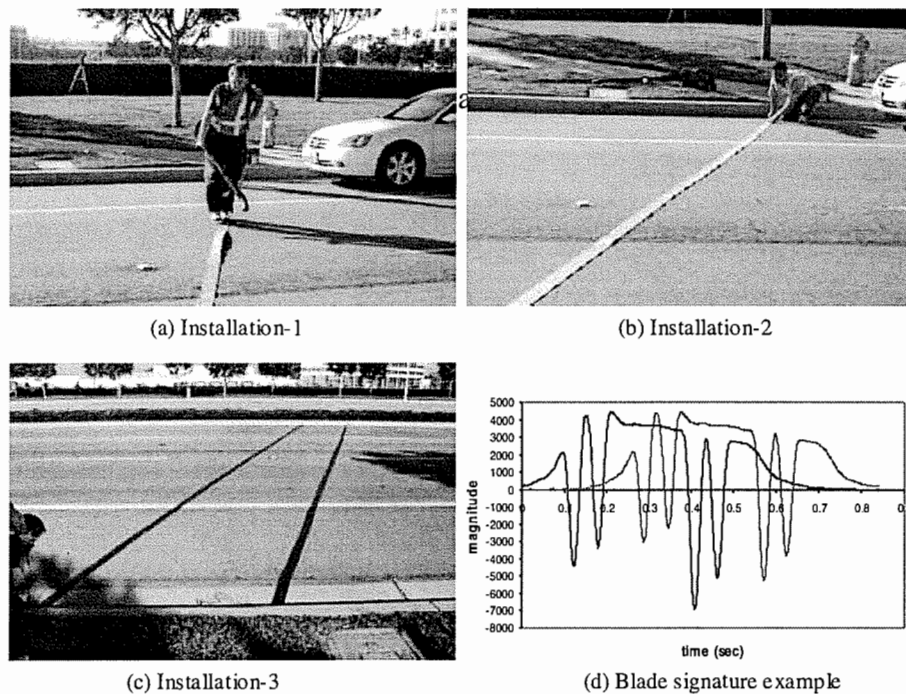 a
(a) Installation-1
(b) Installation-2
(c) Installation-3
5000
4000
3000
2000
1000
0
-1000
-2000
-3000
-4000
-5000
-6000
-7000
-8000
magnitude
0 0.1 0.2 0.3 0.4 0.5 0.6 0.7 0.8 0.9
time (sec)
(d) Blade signature example